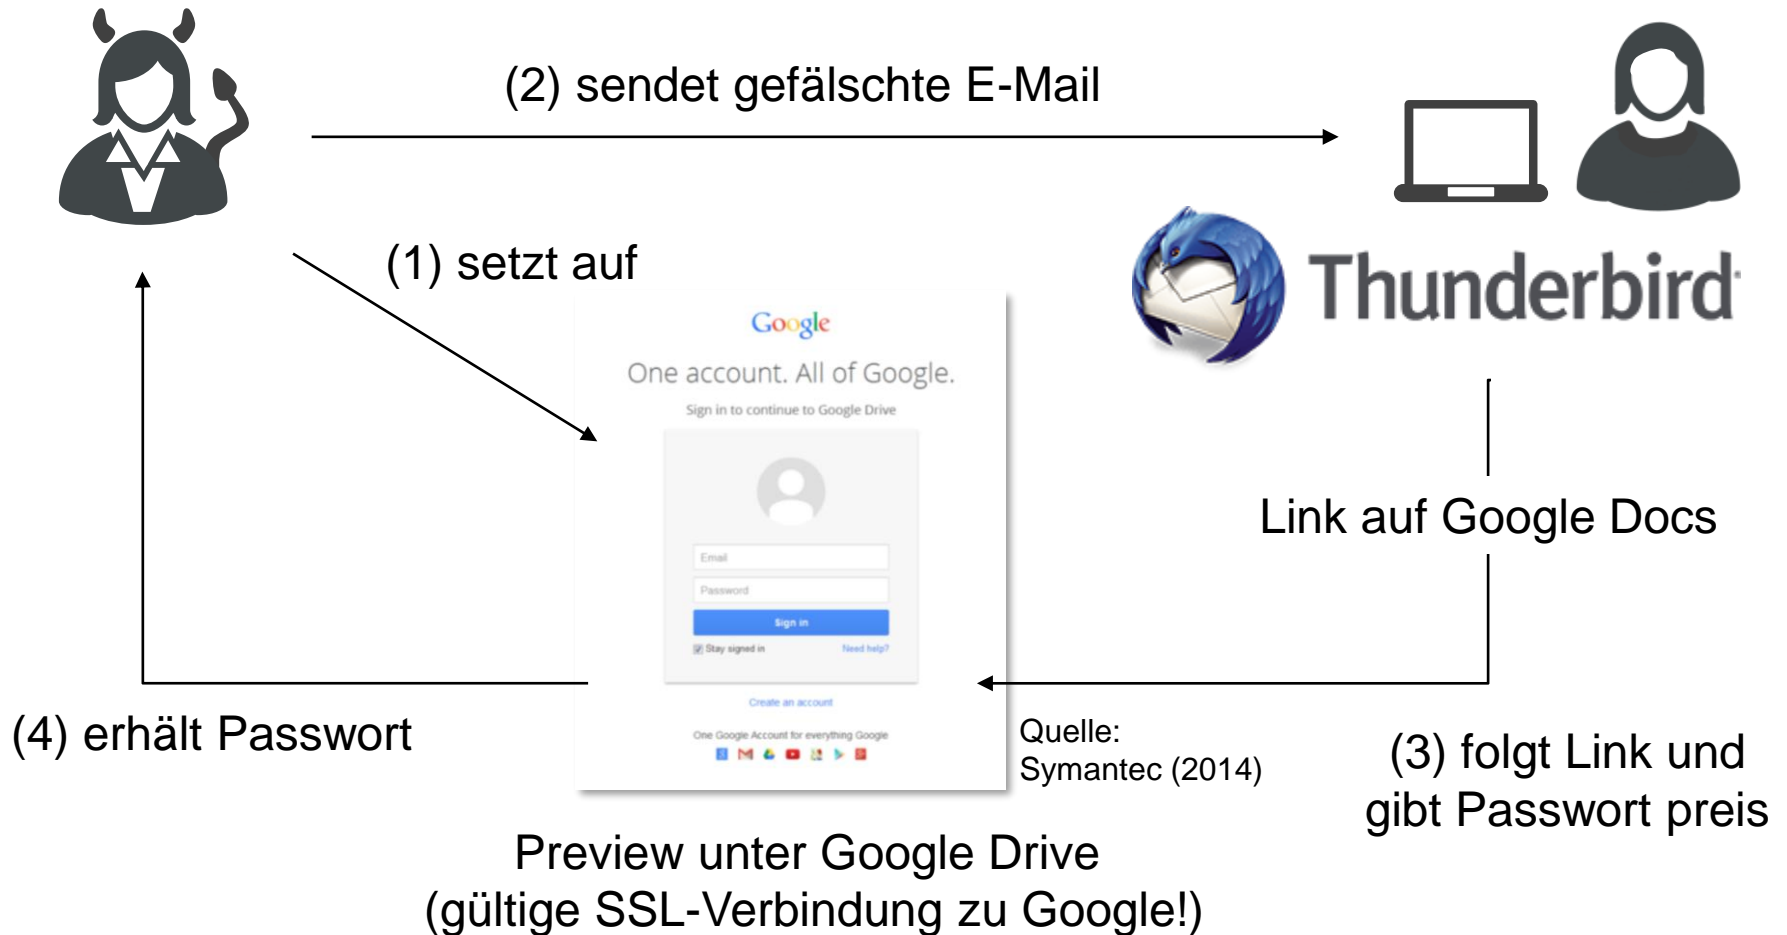 (2) sendet gefälschte E-Mail
(1) setzt auf
Thunderbird
Google
One account. All of Google.
Sign in to continue to Google Drive
Email
Password
Sign in
Stay signed in
Need help?
Create an account
One Google Account for everything Google
Link auf Google Docs
(4) erhält Passwort
Quelle:
Symantec (2014)
(3) folgt Link und
gibt Passwort preis
Preview unter Google Drive
(gültige SSL-Verbindung zu Google!)